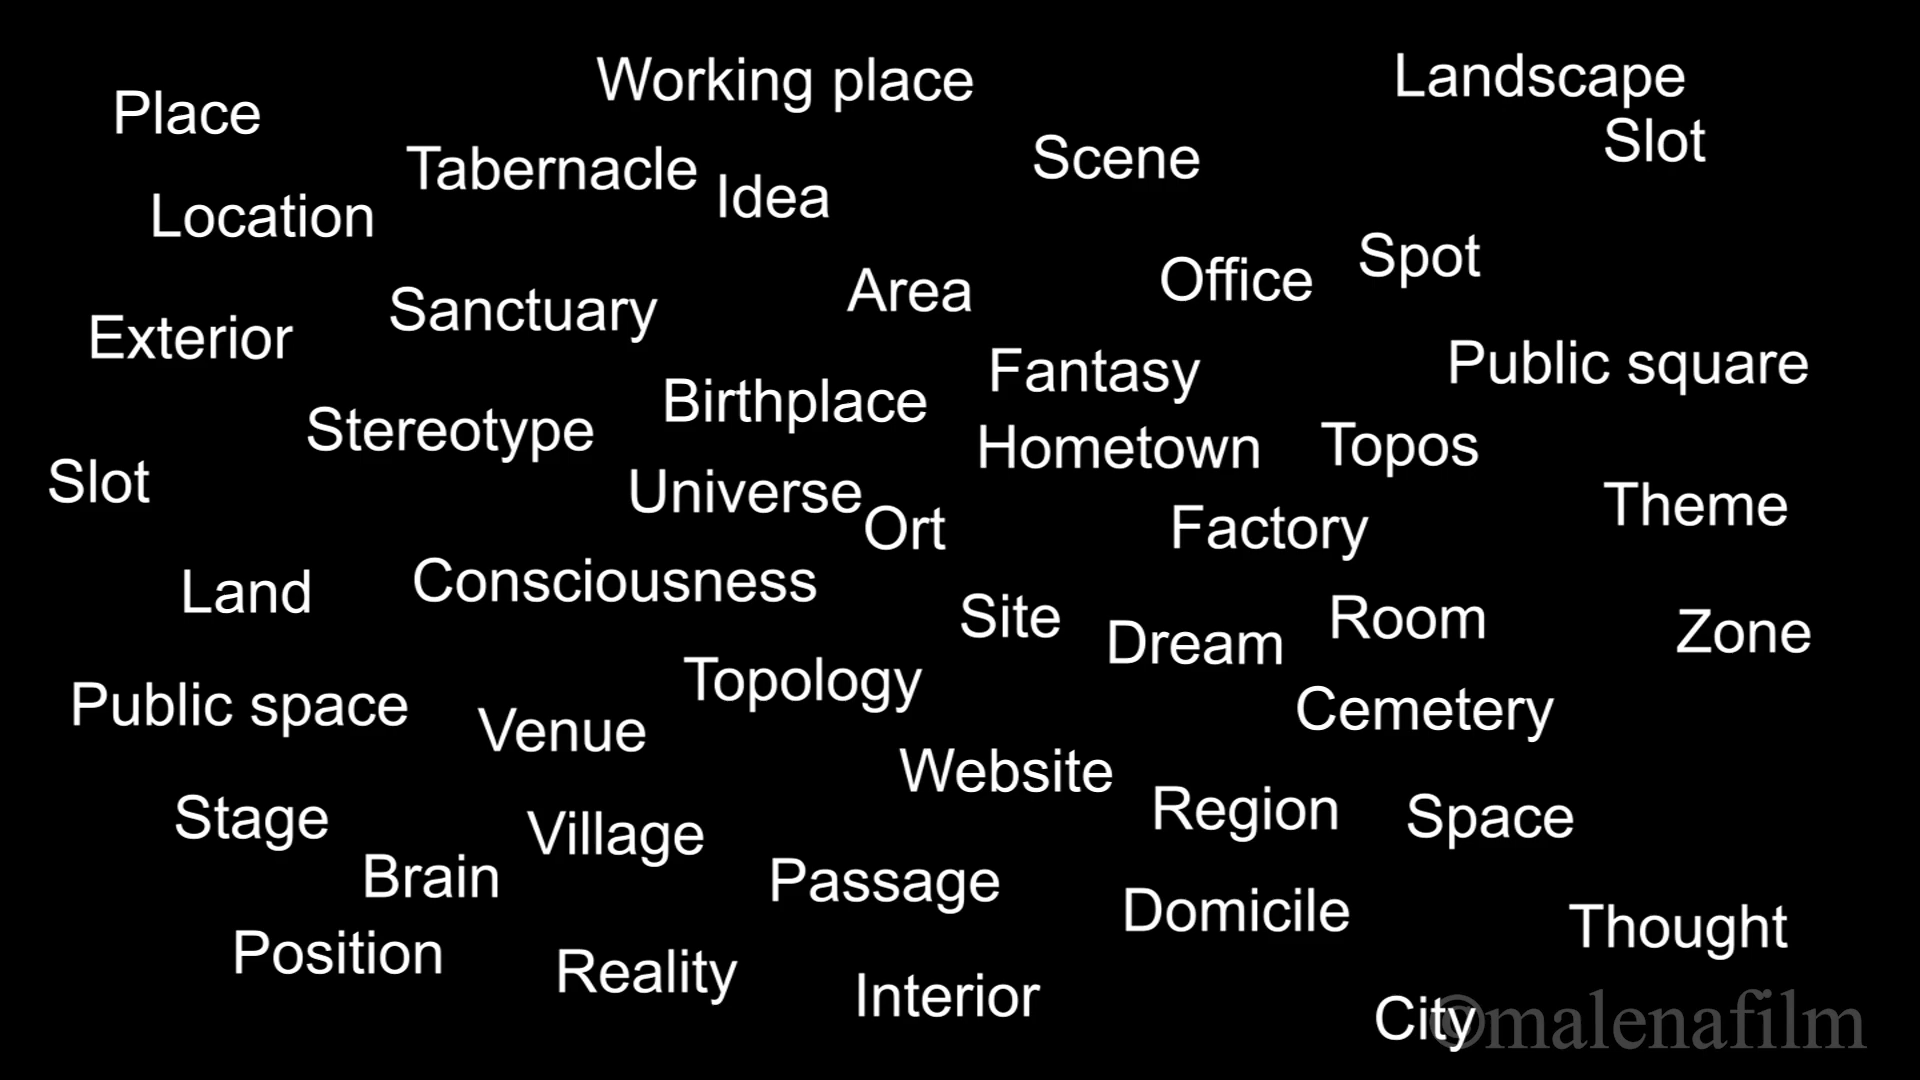 Working place
Landscape
Place
Slot
Tabernacle
Scene
Idea
Location
Spot
Office
Area
Sanctuary
Exterior
Public square
Fantasy
Birthplace
Stereotype
Hometown
Topos
Slot
Universe
Theme
Ort
Factory
Consciousness
Land
Site
Room
Zone
Dream
Topology
Public space
Cemetery
Venue
Website
Region
Stage
Space
Village
Brain
Passage
Domicile
Thought
Position
Reality
Interior
City
©malenafilm